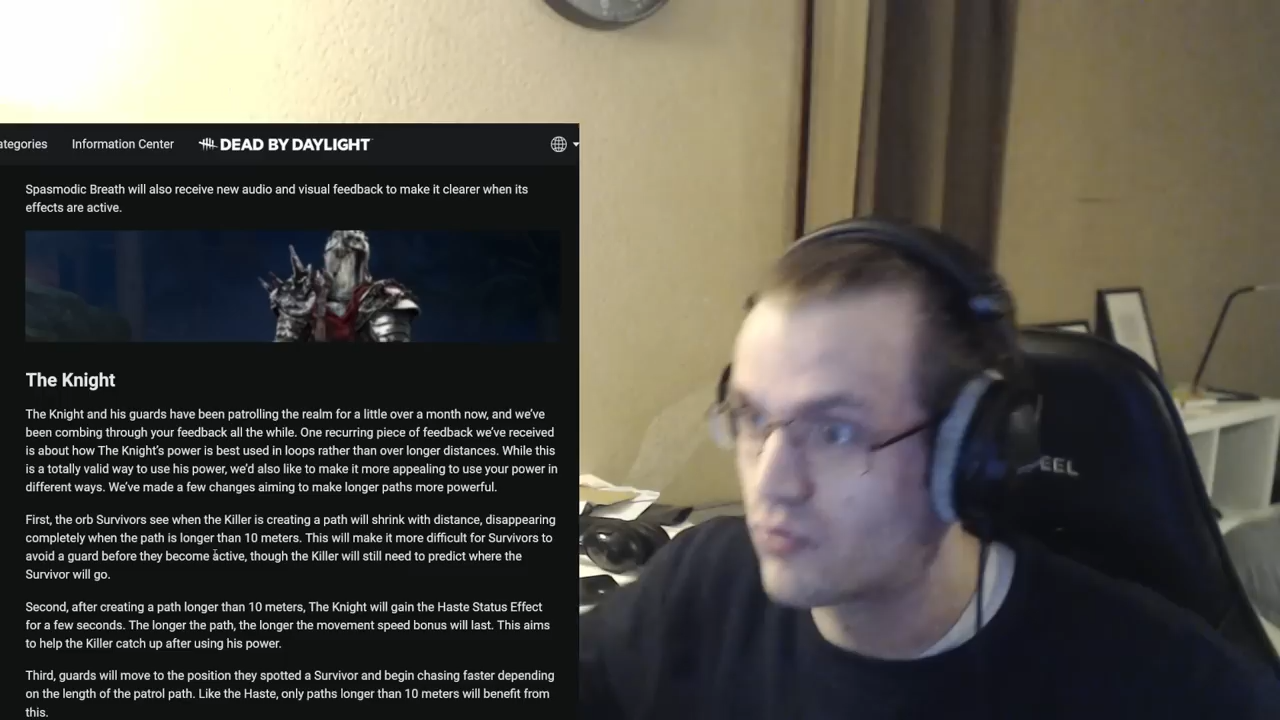 ategories
Information Center
DEAD BY DAYLIGHT
Spasmodic Breath will also receive new audio and visual feedback to make it clearer when its
effects are active.
The Knight
The Knight and his guards have been patrolling the realm for a little over a month now, and we've
been combing through your feedback all the while. One recurring piece of feedback we've received
is about how The Knight's power is best used in loops rather than over longer distances. While this
is a totally valid way to use his power, we'd also like to make it more appealing to use your power in
different ways. We've made a few changes aiming to make longer paths more powerful.
First, the orb Survivors see when the Killer is creating a path will shrink with distance, disappearing
completely when the path is longer than 10 meters. This will make it more difficult for Survivors to
avoid a guard before they become active, though the Killer will still need to predict where the
Survivor will go.
Second, after creating a path longer than 10 meters, The Knight will gain the Haste Status Effect
for a few seconds. The longer the path, the longer the movement speed bonus will last. This aims
to help the Killer catch up after using his power.
Third, guards will move to the position they spotted a Survivor and begin chasing faster depending
on the length of the patrol path. Like the Haste, only paths longer than 10 meters will benefit from
this.